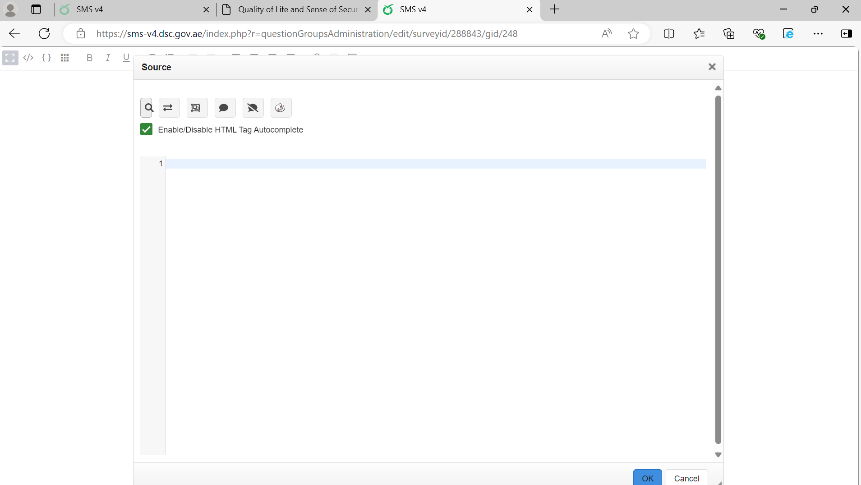 SMS v4
Quality of Life and Sense of Secur
SMS v4
https://sms-v4.dsc.gov.ae/index.php?r=questionGroupsAdministration/edit/surveyid/288843/gid/248
B I U
Source
Enable/Disable HTML Tag Autocomplete
1
OK Cancel